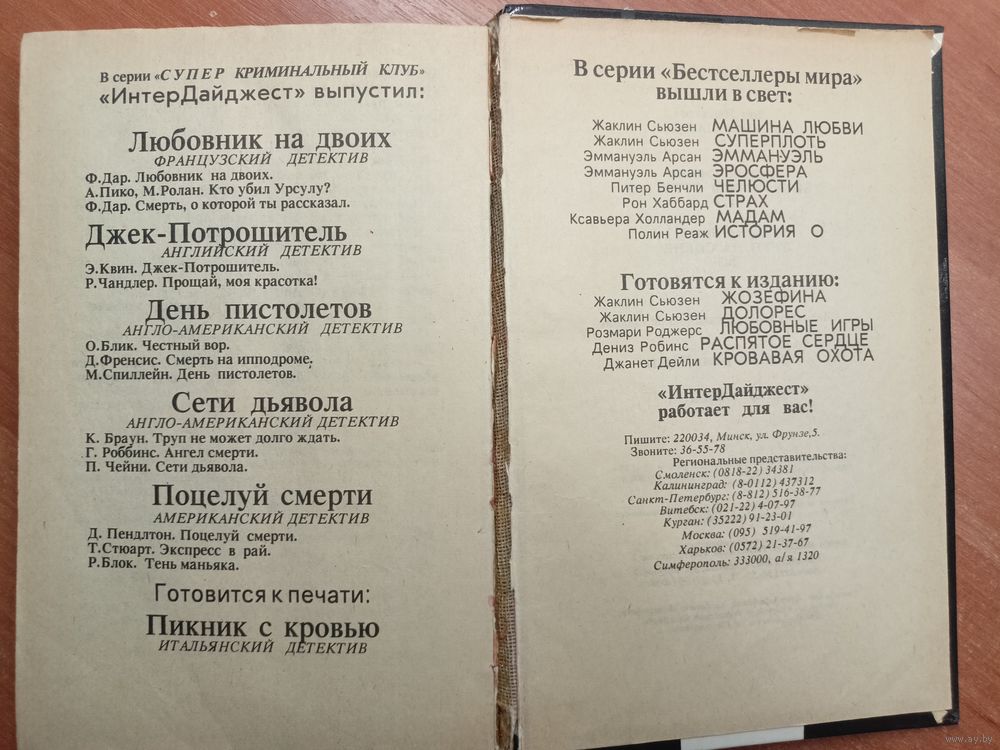 В серии «СУПЕР КРИМИНАЛЬНЫЙ КЛУБ»
«ИнтерДайджест» выпустил:
Любовник на двоих
ФРАНЦУЗСКИЙ ДЕТЕКТИВ
Ф.Дар. Любовник на двоих.
А.Пико, М.Ролан. Кто убил Урсулу?
Ф.Дар. Смерть, о которой ты рассказал.
Джек-Потрошитель
АНГЛИЙСКИЙ ДЕТЕКТИВ
Э.Квин. Джек-Потрошитель.
Р.Чандлер. Прощай, моя красотка!
День пистолетов
АНГЛО-АМЕРИКАНСКИЙ ДЕТЕКТИВ
О.Блик. Честный вор.
Д.Френсис. Смерть на ипподроме.
М.Спиллейн. День пистолетов.
Сети дьявола
АНГЛО-АМЕРИКАНСКИЙ ДЕТЕКТИВ
К. Браун. Труп не может долго ждать.
Г. Роббинс. Ангел смерти.
П. Чейни. Сети дьявола.
Поцелуй смерти
АМЕРИКАНСКИЙ ДЕТЕКТИВ
Д. Пендлтон. Поцелуй смерти.
Т.Стюарт. Экспресс в рай.
Р.Блок. Тень маньяка.
Готовится к печати:
Пикник с кровью
ИТАЛЬЯНСКИЙ ДЕТЕКТИВ
В серии «Бестселлеры мира»
вышли в свет:
Жаклин Сьюзен МАШИНА ЛЮБВИ
Жаклин Сьюзен СУПЕРПЛОТЬ
Эммануэль Арсан ЭММАНУЭЛЬ
Эммануэль Арсан ЭРОСФЕРА
Питер Бенчли ЧЕЛЮСТИ
Рон Хаббард СТРАХ
Ксавьера Холландер МАДАМ
Полин Реаж ИСТОРИЯ О
Готовятся к изданию:
Жаклин Сьюзен ЖОЗЕФИНА
Жаклин Сьюзен ДОЛОРЕС
Розмари Роджерс ЛЮБОВНЫЕ ИГРЫ
Дениз Робинс РАСПЯТОЕ СЕРДЦЕ
Джанет Дейли КРОВАВАЯ ОХОТА
«ИнтерДайджест»
работает для вас!
Пишите: 220034, Минск, ул. Фрунзе,5.
Звоните: 36-55-78
Региональные представительства:
Смоленск: (0818-22) 34381
Калининград: (8-0112) 437312
Санкт-Петербург: (8-812) 516-38-77
Витебск: (021-22) 4-07-97
Курган: (35222) 91-23-01
Москва: (095) 519-41-97
Харьков: (0572) 21-37-67
Симферополь: 333000, а/я 1320
www.ay.by